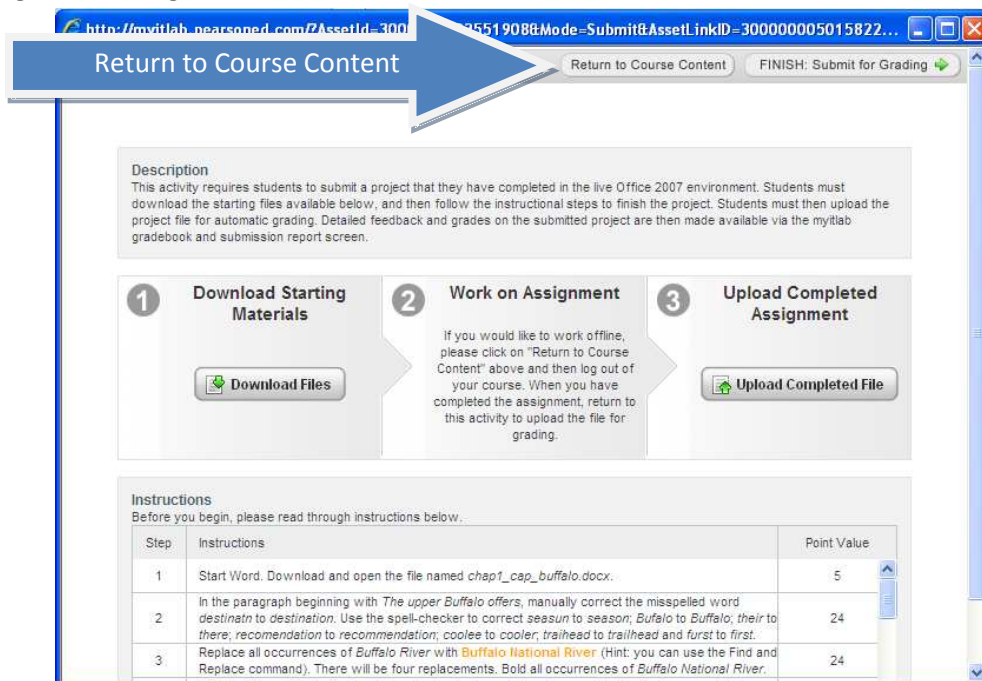 http://myitlab.pearsoned.com/?AssetId=300 551908&Mode=Submit&AssetLinkID=300000005015822...
Return to Course Content
Return to Course Content FINISH: Submit for Grading
Description
This activity requires students to submit a project that they have completed in the live Office 2007 environment. Students must
download the starting files available below, and then follow the instructional steps to finish the project. Students must then upload the
project file for automatic grading. Detailed feedback and grades on the submitted project are then made available via the myitlab
gradebook and submission report screen.
1 Download Starting
Materials
Download Files
2 Work on Assignment
If you would like to work offline,
please click on "Return to Course
Content" above and then log out of
your course. When you have
completed the assignment, return to
this activity to upload the file for
grading.
3 Upload Completed
Assignment
Upload Completed File
Instructions
Before you begin, please read through instructions below.
Step Instructions Point Value
1 Start Word. Download and open the file named chap1_cap_buffalo.docx. 5
In the paragraph beginning with The upper Buffalo offers, manually correct the misspelled word
2 destinatn to destination. Use the spell-checker to correct seasun to season; Bufalo to Buffalo; their to 24
there; recomendation to recommendation; coolee to cooler; traihead to trailhead and furst to first.
Replace all occurrences of Buffalo River with Buffalo National River (Hint: you can use the Find and
3 Replace command). There will be four replacements. Bold all occurrences of Buffalo National River. 24